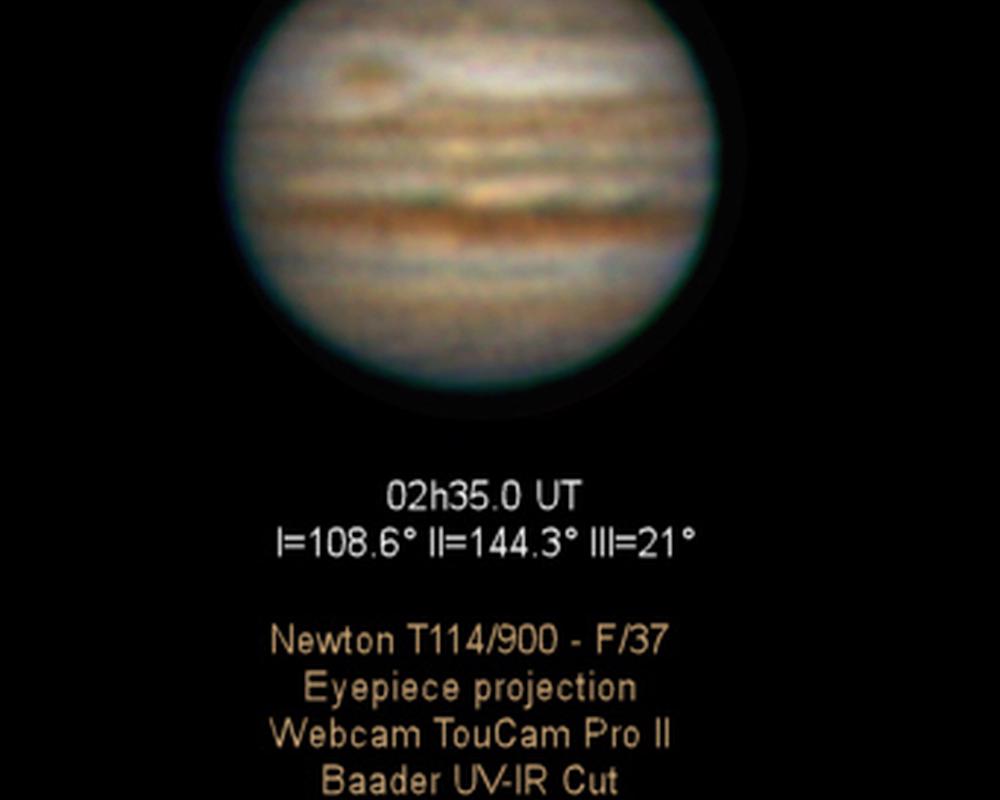 02h35.0 UT
I=108.6° II=144.3° III=21°
Newton T114/900 - F/37
Eyepiece projection
Webcam TouCam Pro II
Baader UV-IR Cut